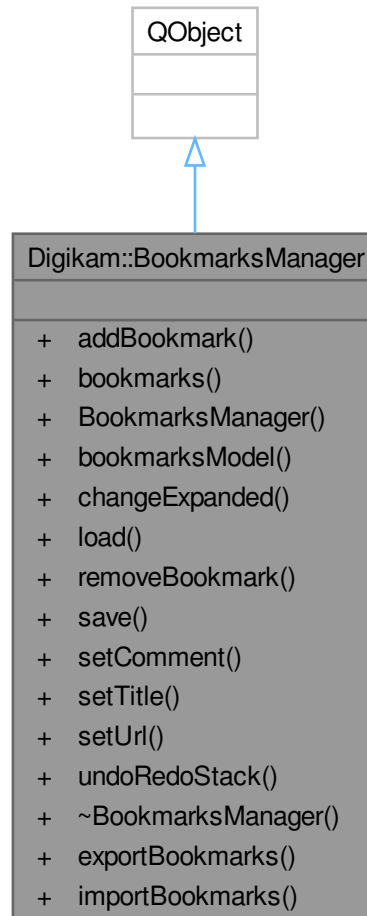 QObject
Digikam::BookmarksManager
+ addBookmark()
+ bookmarks()
+ BookmarksManager()
+ bookmarksModel()
+ changeExpanded()
+ load()
+ removeBookmark()
+ save()
+ setComment()
+ setTitle()
+ setUrl()
+ undoRedoStack()
+ ~BookmarksManager()
+ exportBookmarks()
+ importBookmarks()